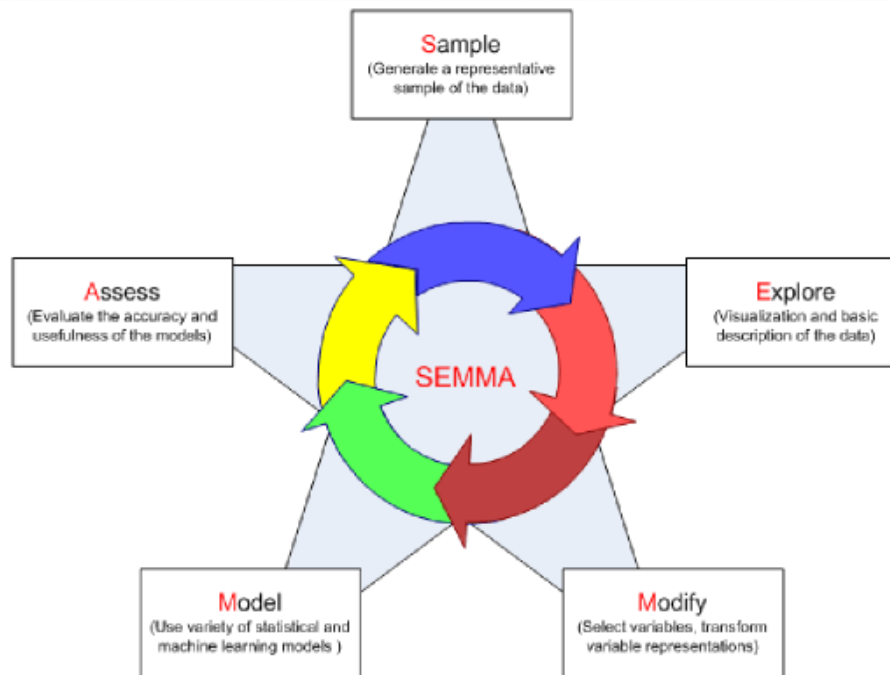 Sample
(Generate a representative
sample of the data)
Assess
(Evaluate the accuracy and
usefulness of the models)
Explore
(Visualization and basic
description of the data)
SEMMA
Model
(Use variety of statistical and
machine learning models )
Modify
(Select variables, transform
variable representations)